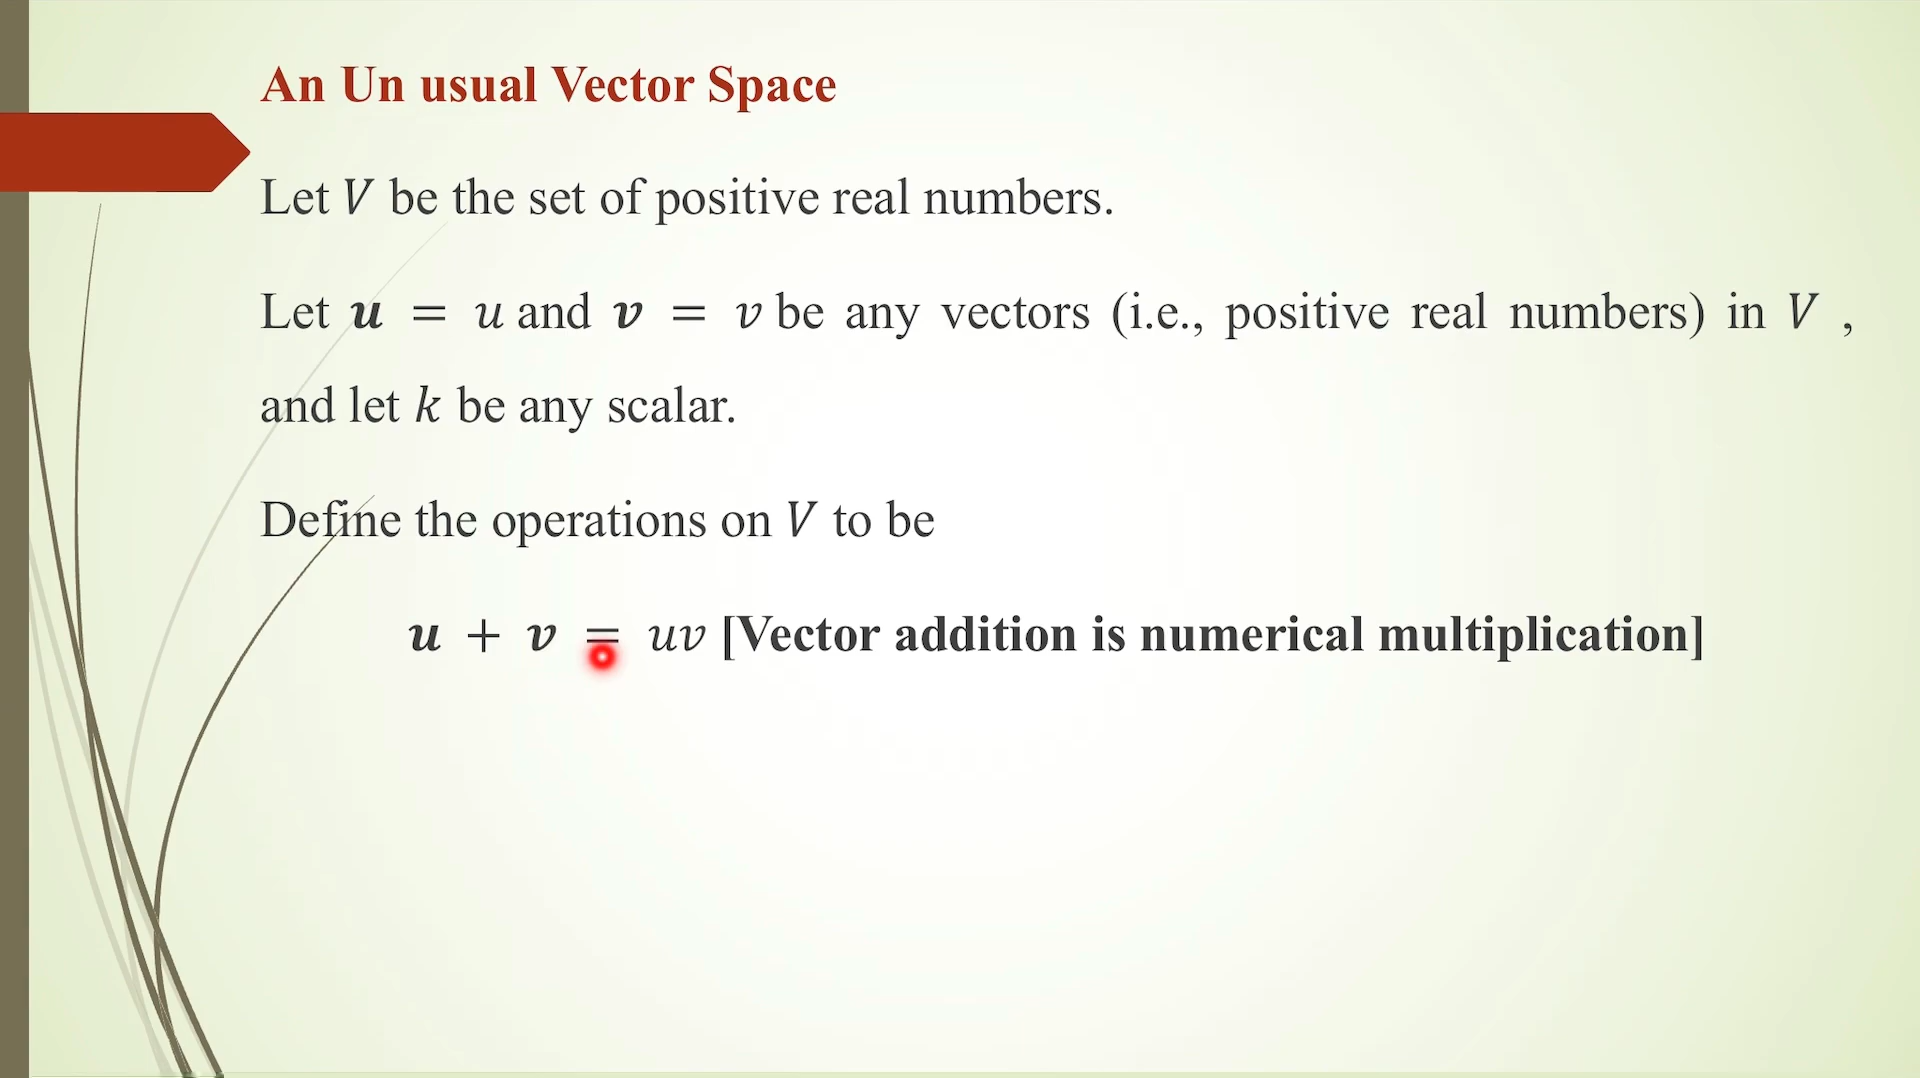 An Un usual Vector Space
Let V be the set of positive real numbers.
Let u = u and v = v be any vectors (i.e., positive real numbers) in V ,
and let k be any scalar.
Define the operations on V to be
u + v = uv [Vector addition is numerical multiplication]